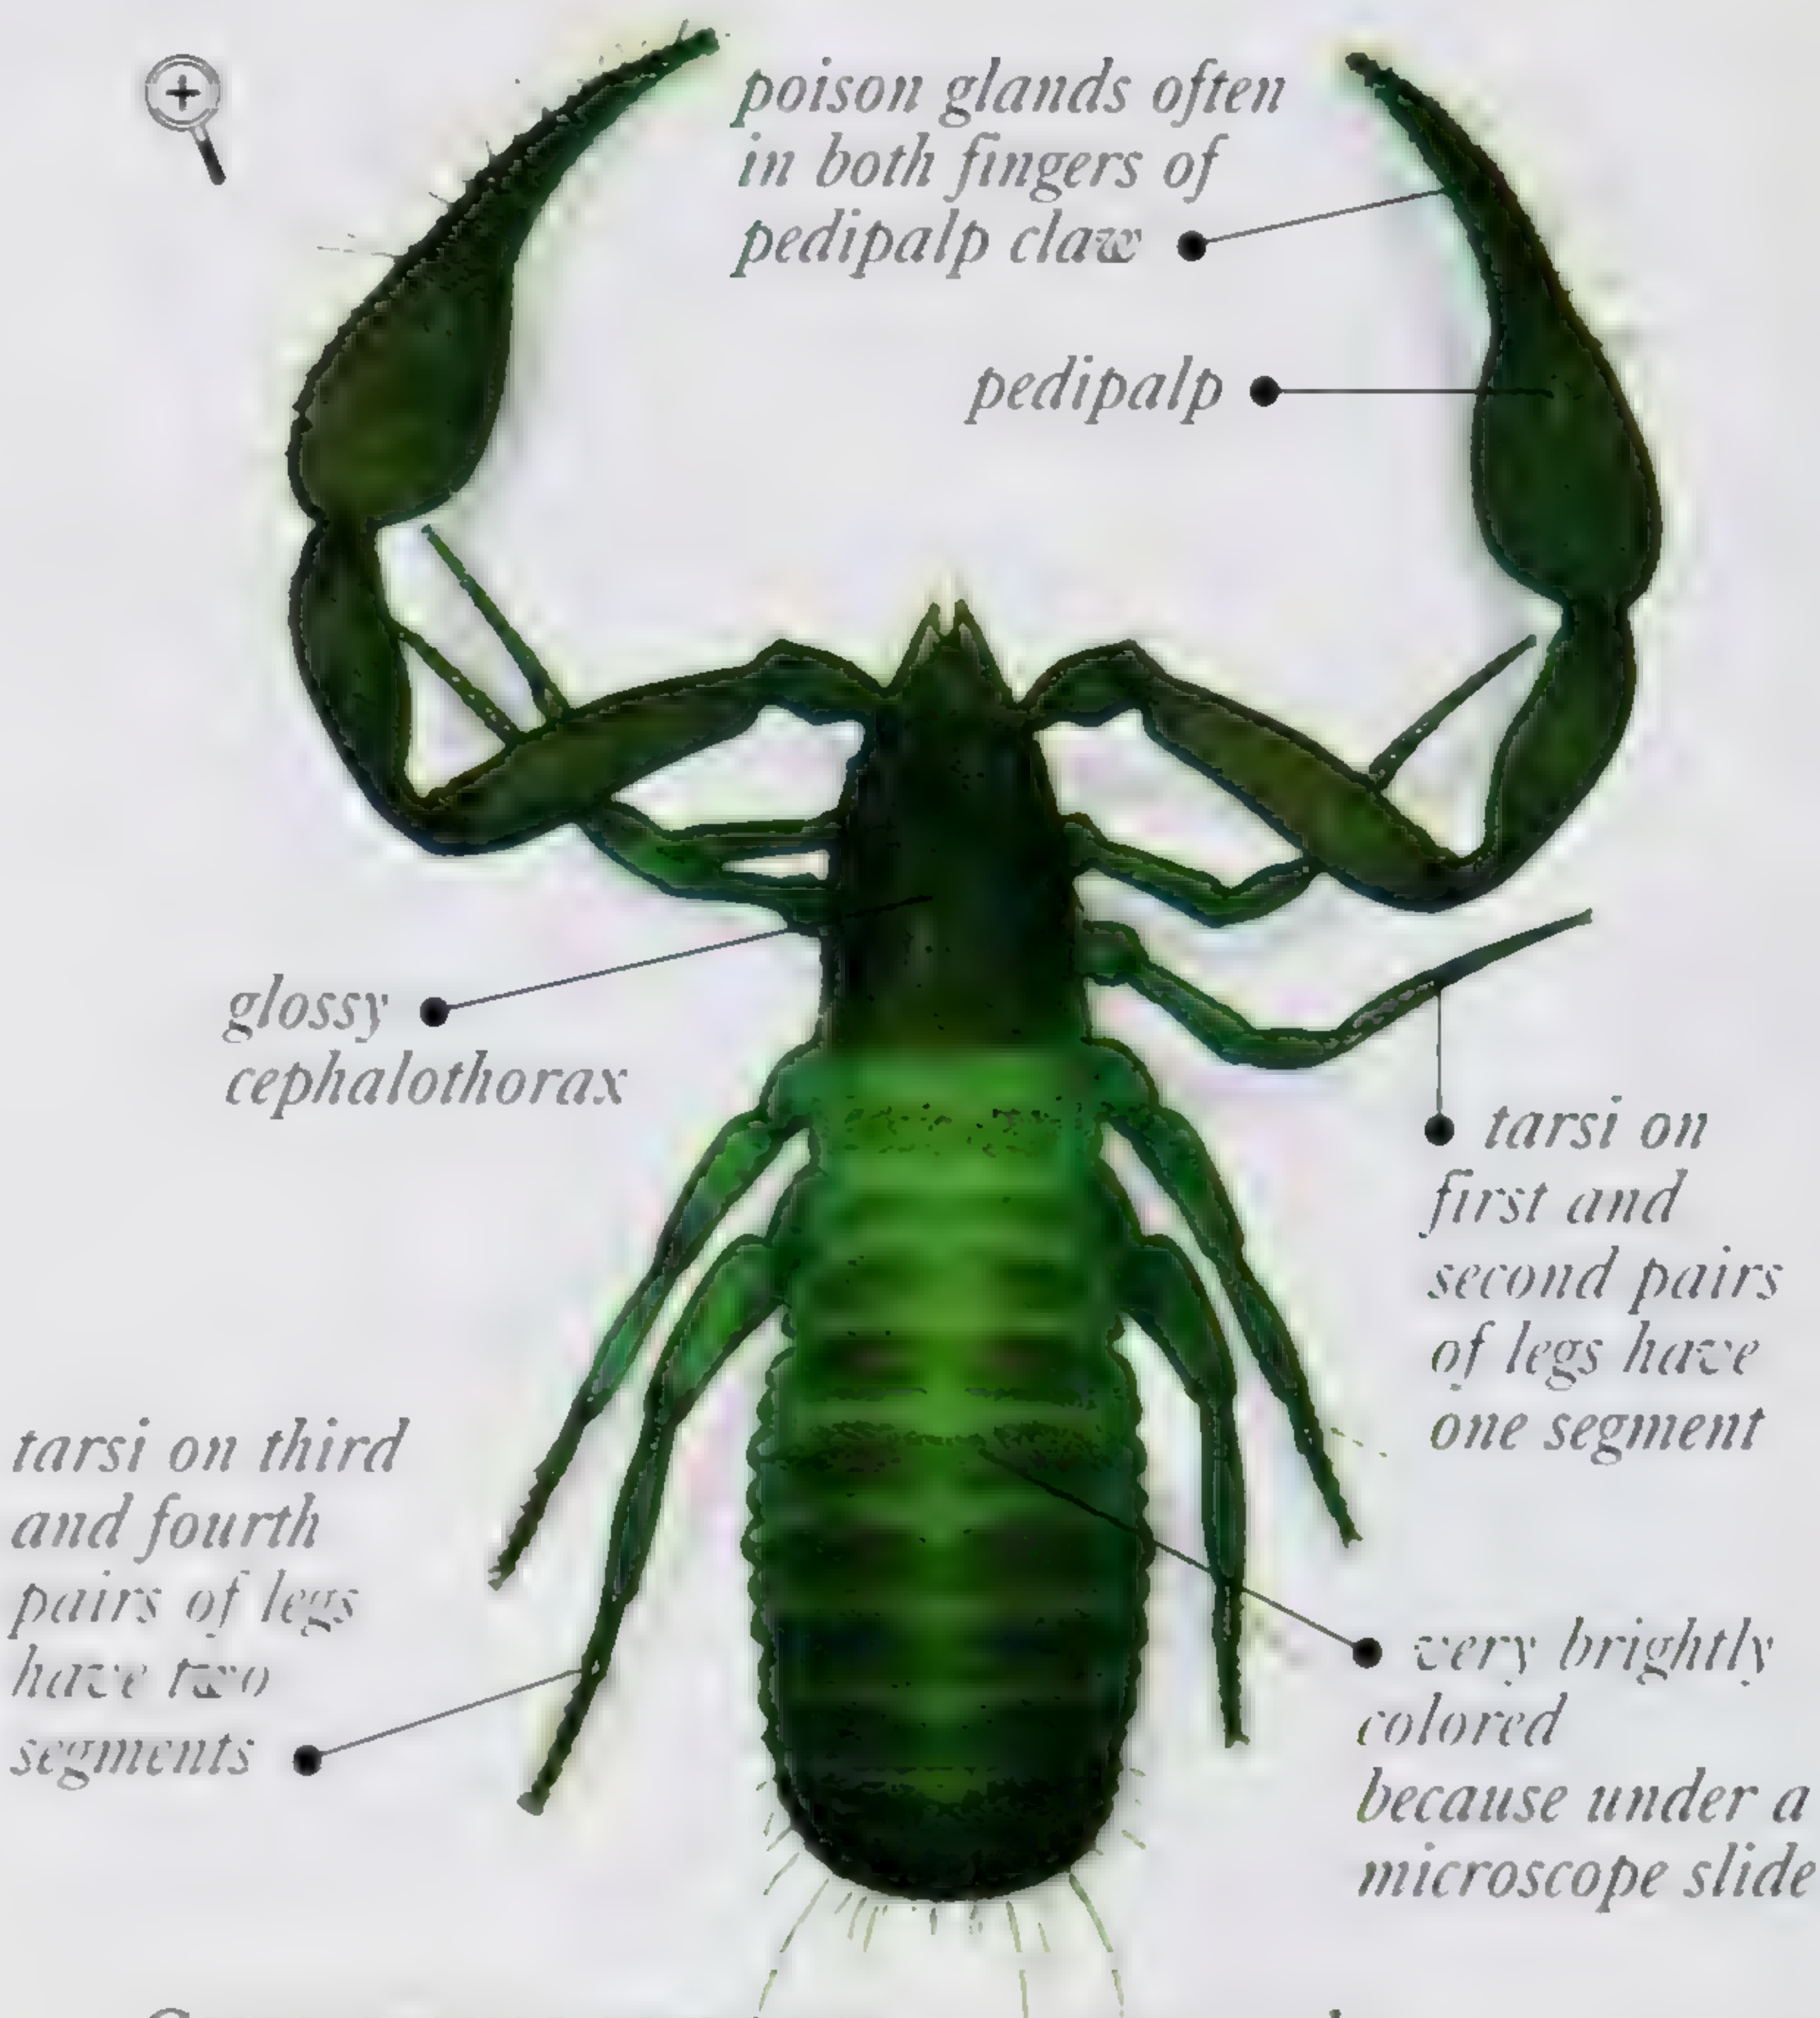 poison glands often
in both fingers of
pedipalp claw
pedipalp
glossy
cephalothorax
tarsi on
first and
second pairs
of legs have
one segment
tarsi on third
and fourth
pairs of legs
have two
segments
very brightly
colored
because under a
microscope slide